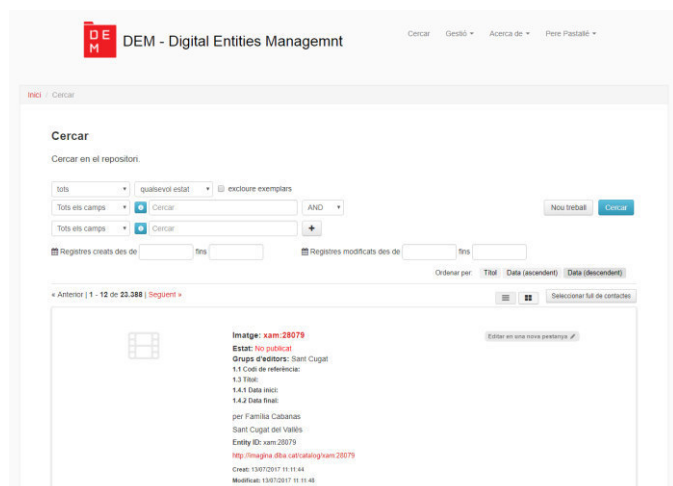 DEM
DEM - Digital Entities Managemnt
Cercar Gestió Acerca de Pere Pastallé
Inici / Cercar
Cercar
Cercar en el repositori.
tots qualsevol estat excloure exemplars
Tots els camps Cercar AND Nou treball Cercar
Tots els camps Cercar +
Registres creats des de fins Registres modificats des de fins
Ordenar per: Títol Data (ascendent) Data (descendent)
« Anterior | 1 - 12 de 23.388 | Següent » Seleccionar full de contactes
Imatge: xam:28079 Editar en una nova pestanya
Estat: No publicat
Grups d'editors: Sant Cugat
1.1 Codi de referència:
1.3 Títol:
1.4.1 Data inici:
1.4.2 Data final:
per Família Cabanas
Sant Cugat del Vallès
Entity ID: xam:28079
http://imagina.diba.cat/catalog/xam:28079
Creat: 13/07/2017 11:11:44
Modificat: 13/07/2017 11:11:48